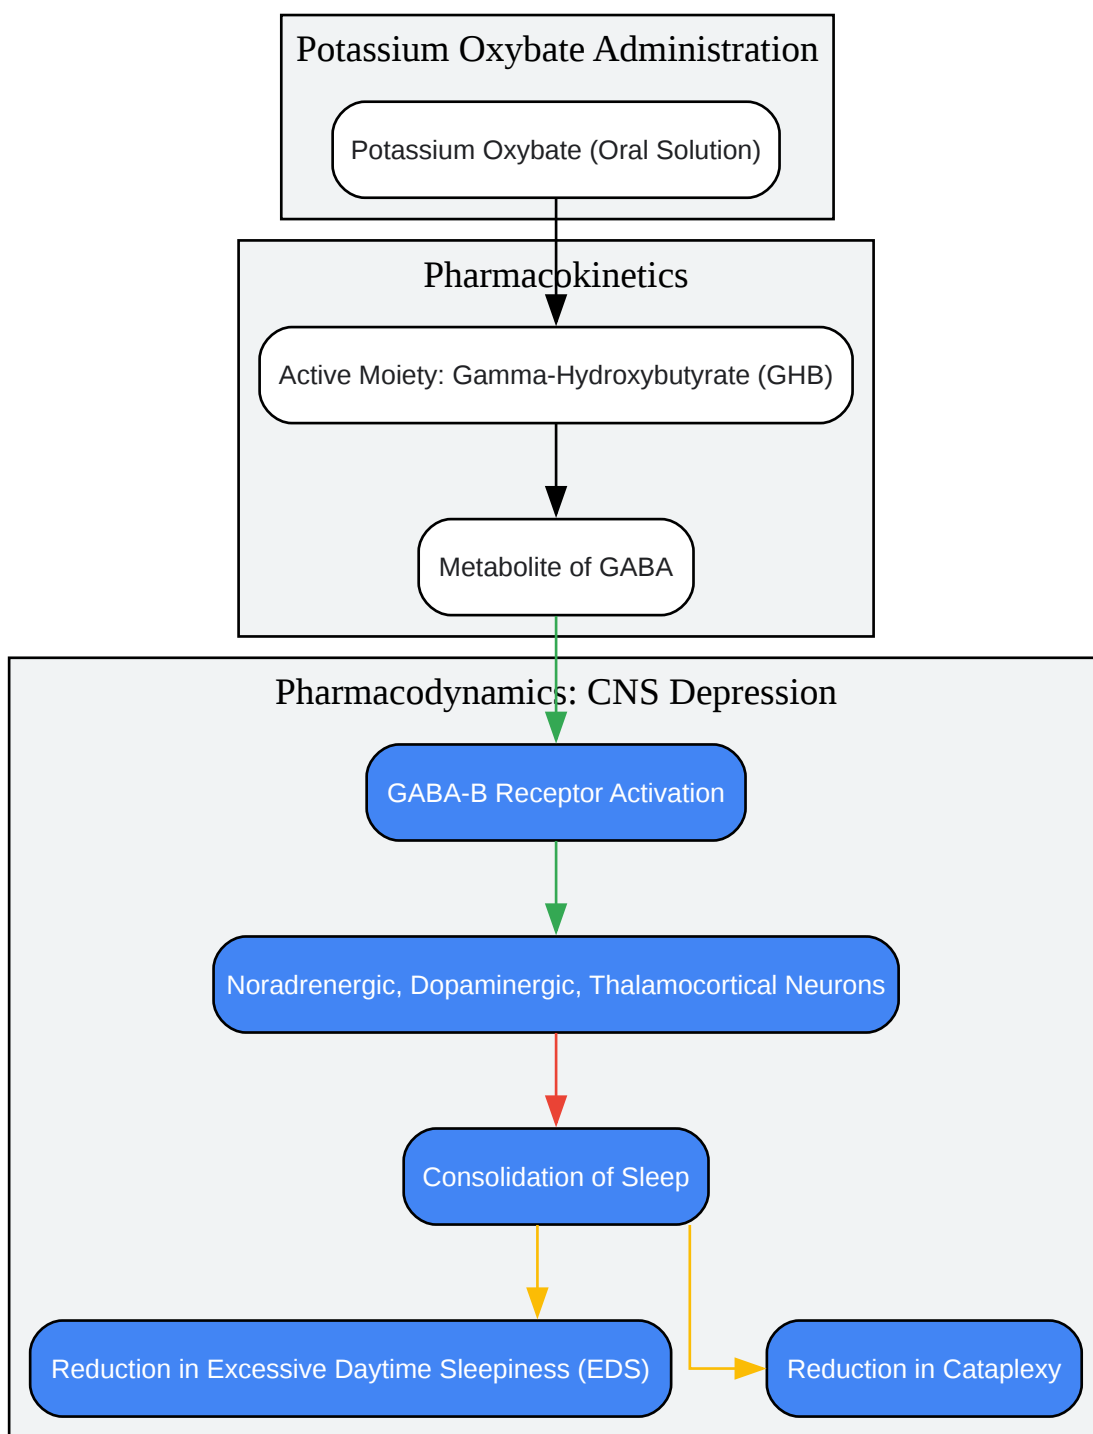 Potassium Oxybate Administration
Potassium Oxybate (Oral Solution)
Pharmacokinetics
Active Moiety: Gamma-Hydroxybutyrate (GHB)
Metabolite of GABA
Pharmacodynamics: CNS Depression
GABA-B Receptor Activation
Noradrenergic, Dopaminergic, Thalamocortical Neurons
Consolidation of Sleep
Reduction in Excessive Daytime Sleepiness (EDS)
Reduction in Cataplexy